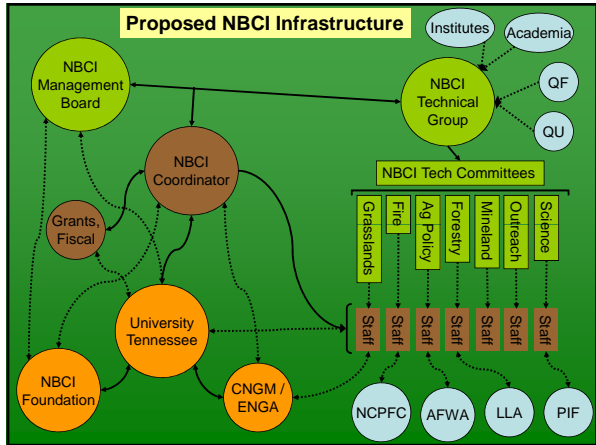 Proposed NBCI Infrastructure
Institutes
Academia
NBCI
Management
Board
NBCI
Technical
Group
QF
QU
NBCI
Coordinator
NBCI Tech Committees
Grants,
Fiscal
Grasslands
Fire
Ag Policy
Forestry
Mineland
Outreach
Science
University
Tennessee
Staff
Staff
Staff
Staff
Staff
Staff
Staff
NBCI
Foundation
CNGM /
ENGA
NCPFC
AFWA
LLA
PIF